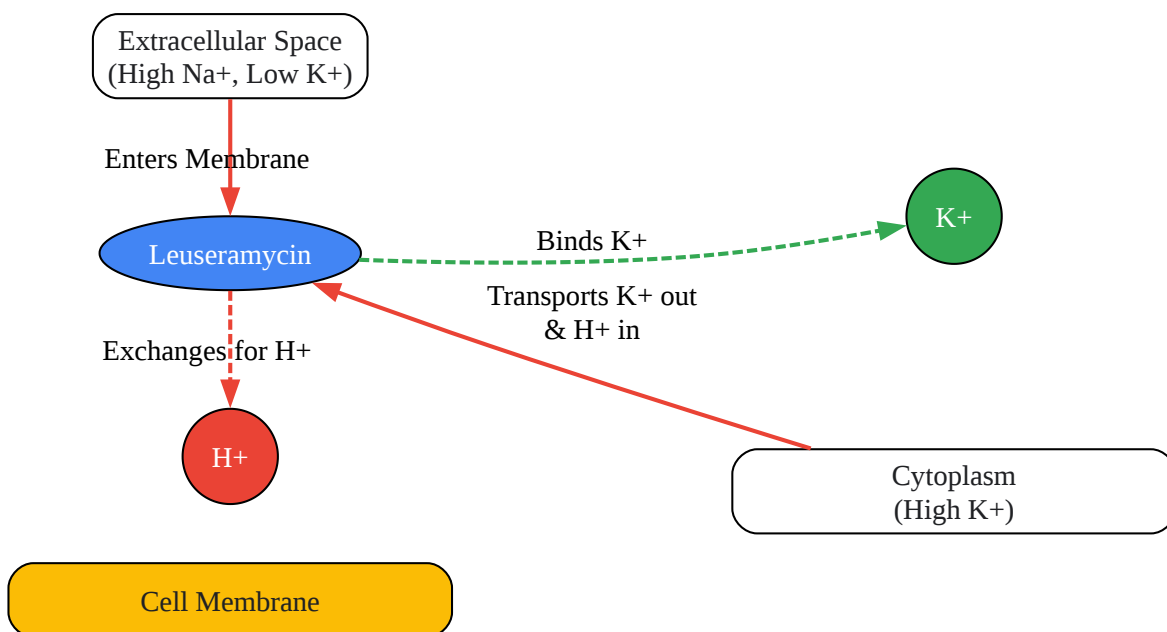 Extracellular Space
(High Na+, Low K+)
Enters Membrane
Leuseramycin
Binds K+
K+
Transports K+ out
& H+ in
Exchanges for H+
H+
Cytoplasm
(High K+)
Cell Membrane